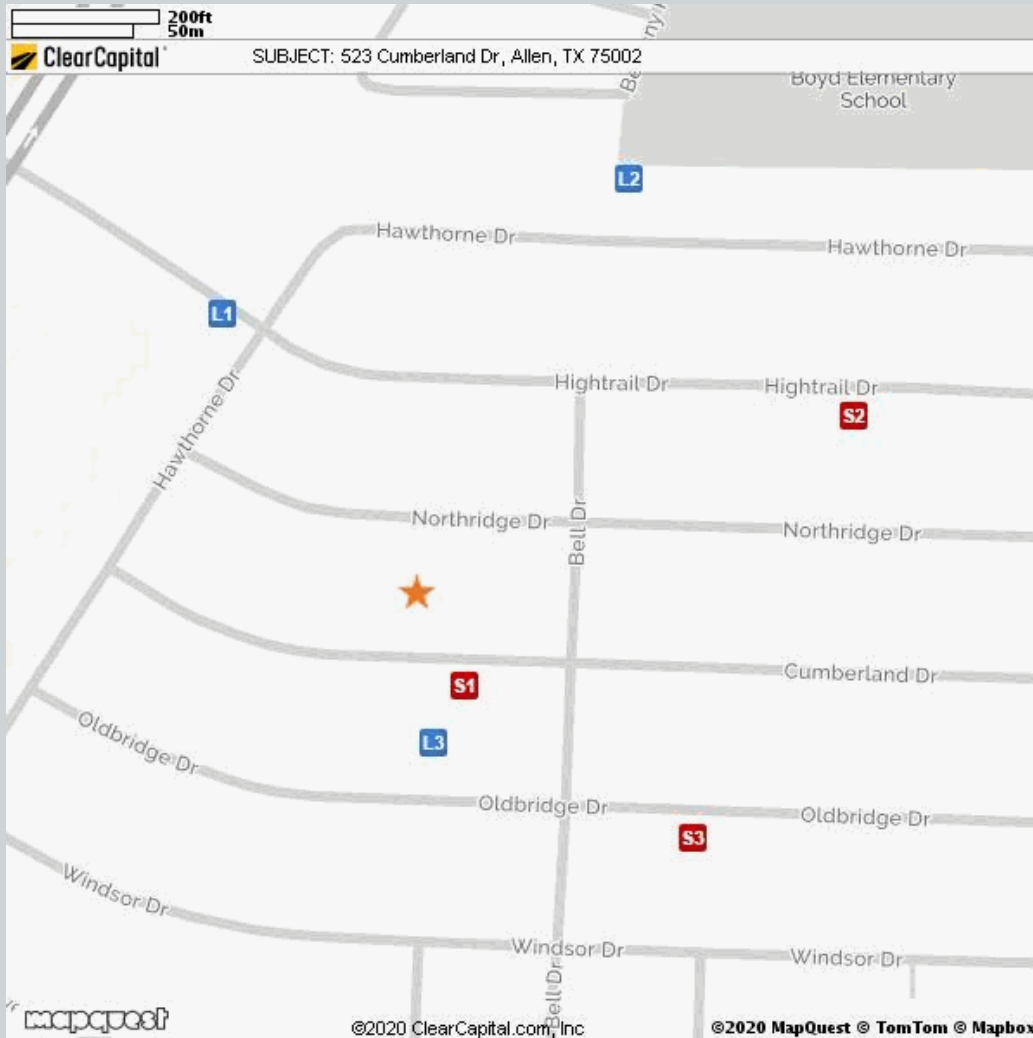 200ft
50m
ClearCapital
SUBJECT: 523 Cumberland Dr, Allen, TX 75002
Boyd Elementary
School
L2
Hawthorne Dr
Hawthorne Dr
L1
Hightrail Dr
Hightrail Dr
S2
Hawthorne Dr
Northridge Dr
Bell Dr
Northridge Dr
Cumberland Dr
S1
Oldbridge Dr
L3
Oldbridge Dr
Oldbridge Dr
S3
Windsor Dr
Windsor Dr
Windsor Dr
Bell Dr
mapquest
©2020 ClearCapital.com, Inc
©2020 MapQuest © TomTom © Mapbox